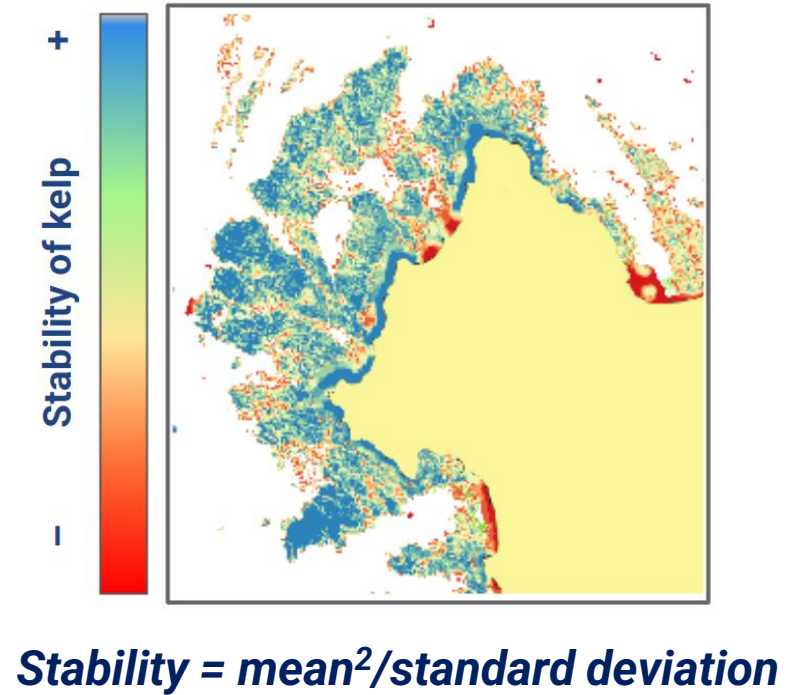 +
Stability of kelp
–
Stability = mean²/standard deviation